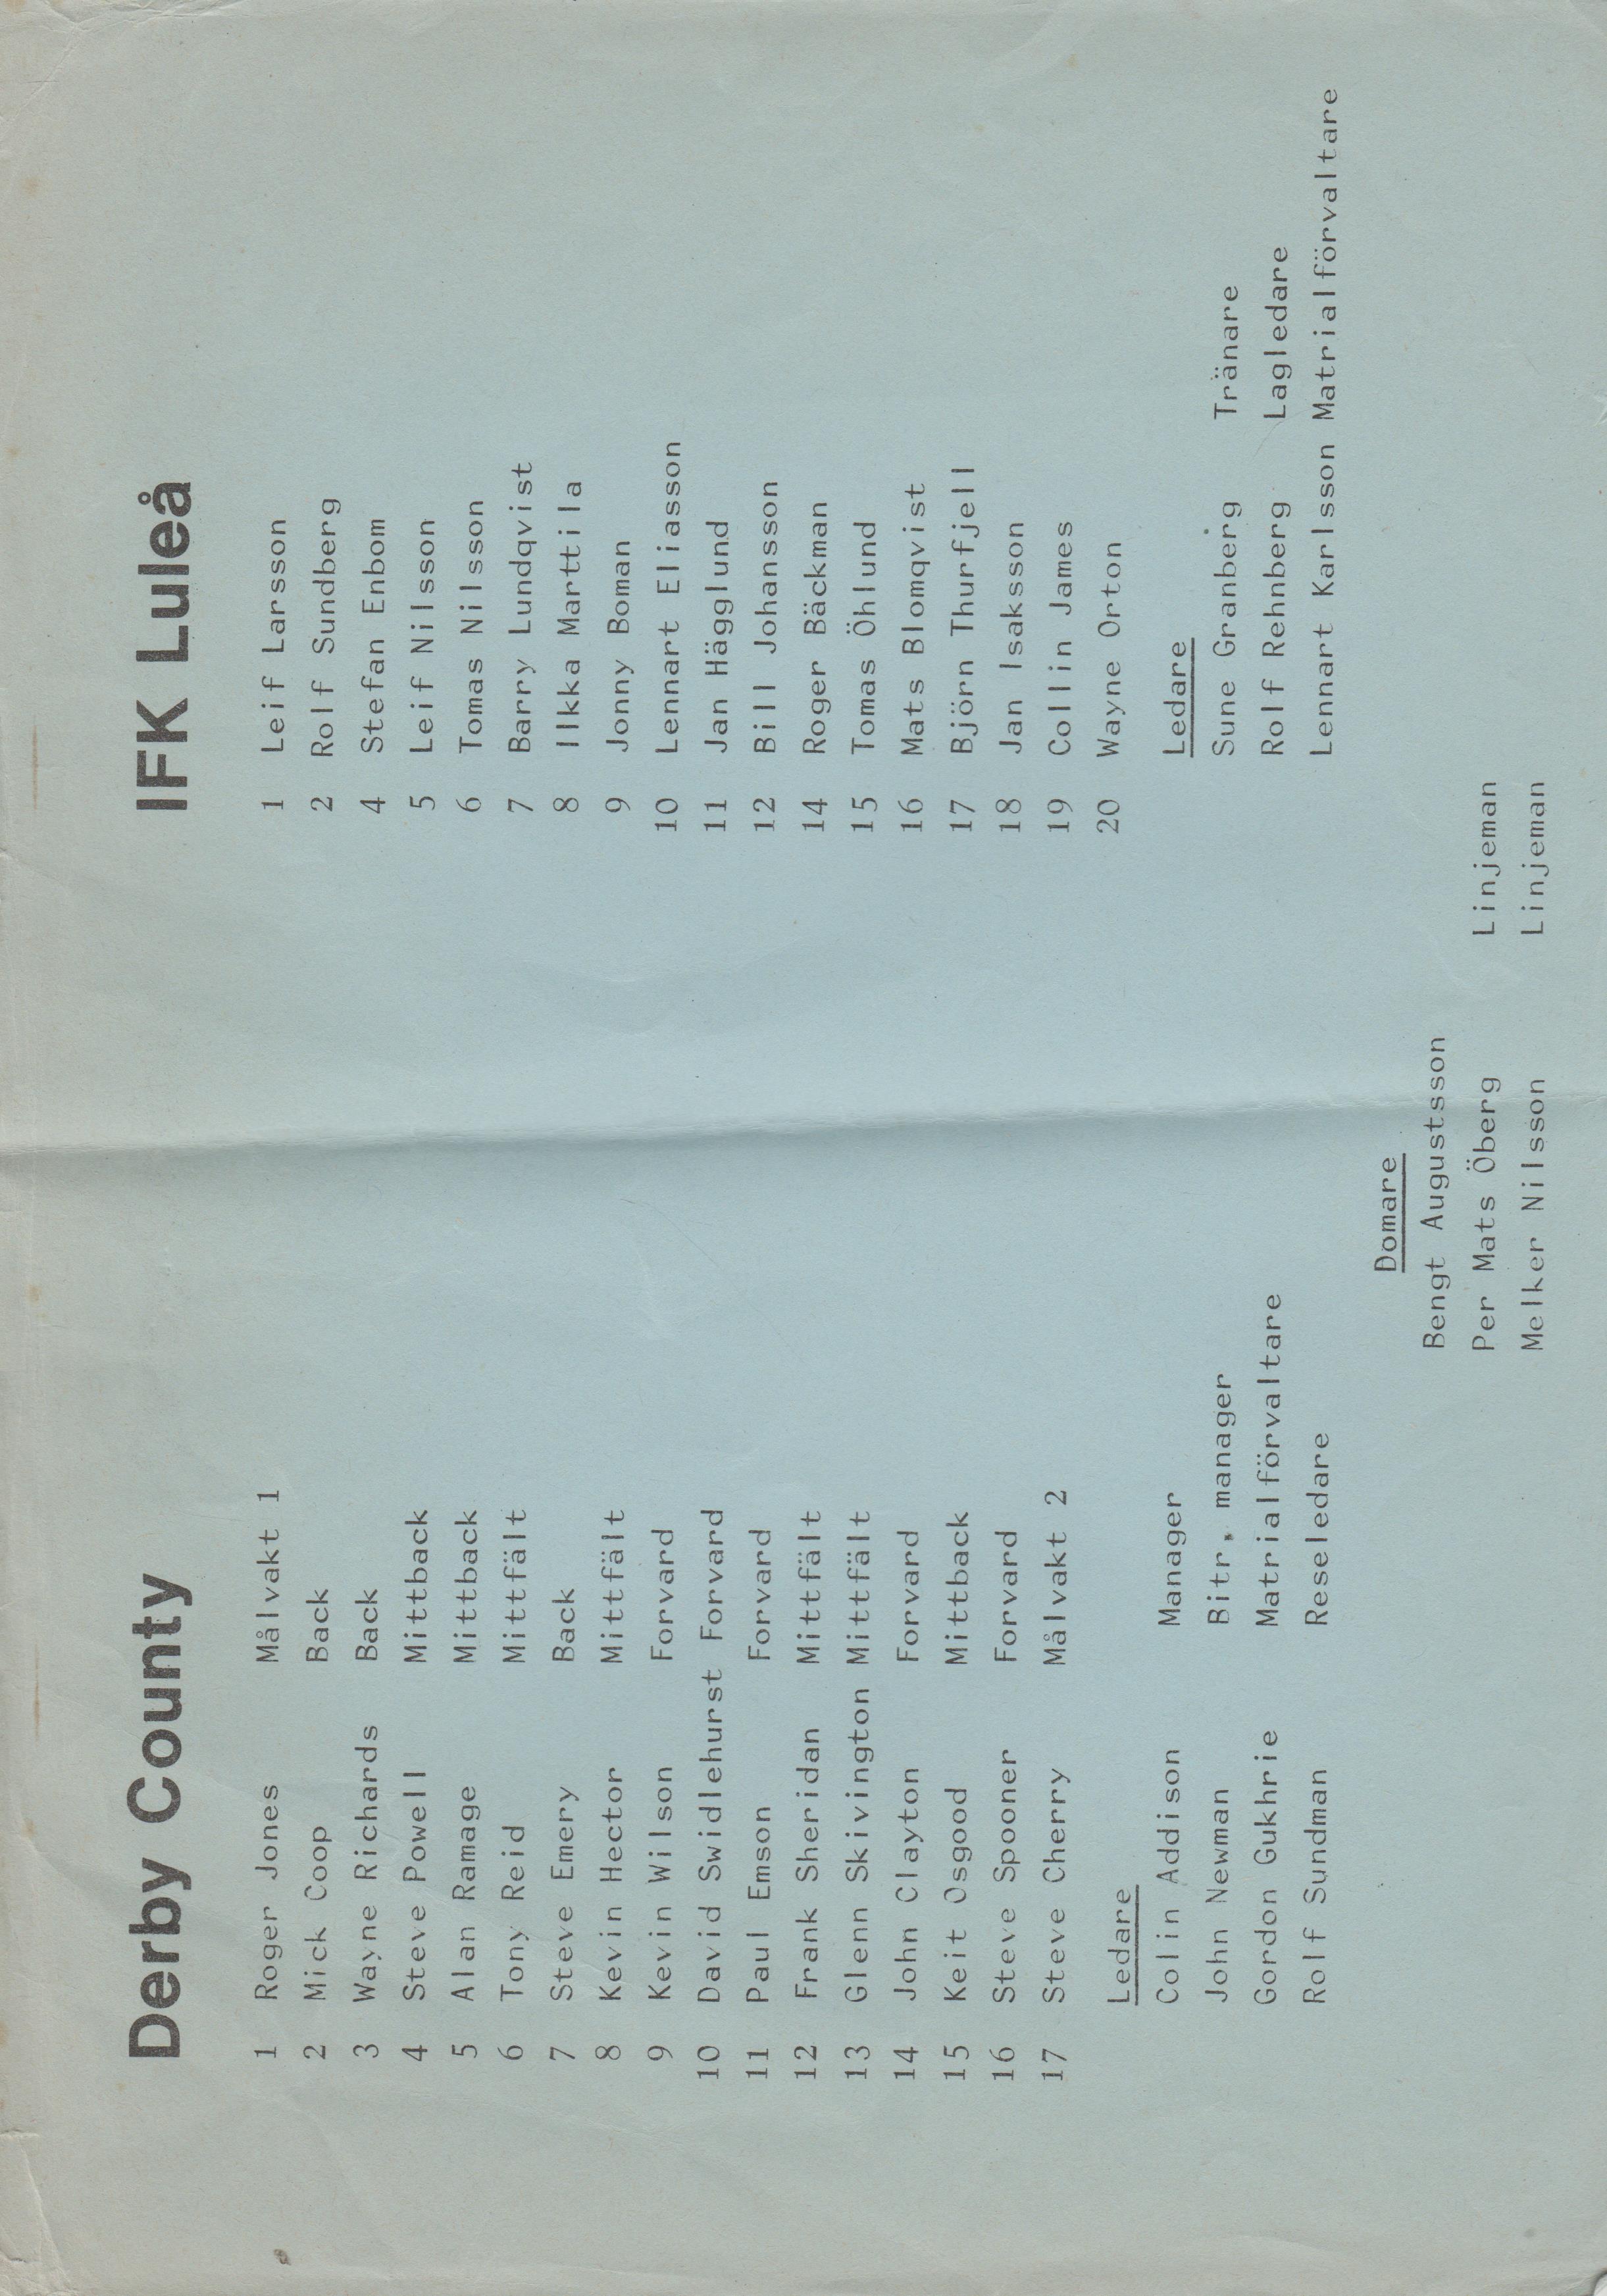 Derby County
1 Roger Jones Målvakt 1
2 Mick Coop Back
3 Wayne Richards Back
4 Steve Powell Mittback
5 Alan Ramage Mittback
6 Tony Reid Mittfält
7 Steve Emery Back
8 Kevin Hector Mittfält
9 Kevin Wilson Forvard
10 David Swidlehurst Forvard
11 Paul Emson Forvard
12 Frank Sheridan Mittfält
13 Glenn Skivington Mittfält
14 John Clayton Forvard
15 Keit Osgood Mittback
16 Steve Spooner Forvard
17 Steve Cherry Målvakt 2
Ledare
Colin Addison Manager
John Newman Bitr. manager
Gordon Gukhrie Matrialförvaltare
Rolf Sundman Reseledare
IFK Luleå
1 Leif Larsson
2 Rolf Sundberg
4 Stefan Enbom
5 Leif Nilsson
6 Tomas Nilsson
7 Barry Lundqvist
8 Ilkka Marttila
9 Jonny Boman
10 Lennart Eliasson
11 Jan Hägglund
12 Bill Johansson
14 Roger Bäckman
15 Tomas Öhlund
16 Mats Blomqvist
17 Björn Thurfjell
18 Jan Isaksson
19 Collin James
20 Wayne Orton
Ledare
Sune Granberg Tränare
Rolf Rehnberg Lagledare
Lennart Karlsson Matrialförvaltare
Domare
Bengt Augustsson
Per Mats Öberg Linjeman
Melker Nilsson Linjeman